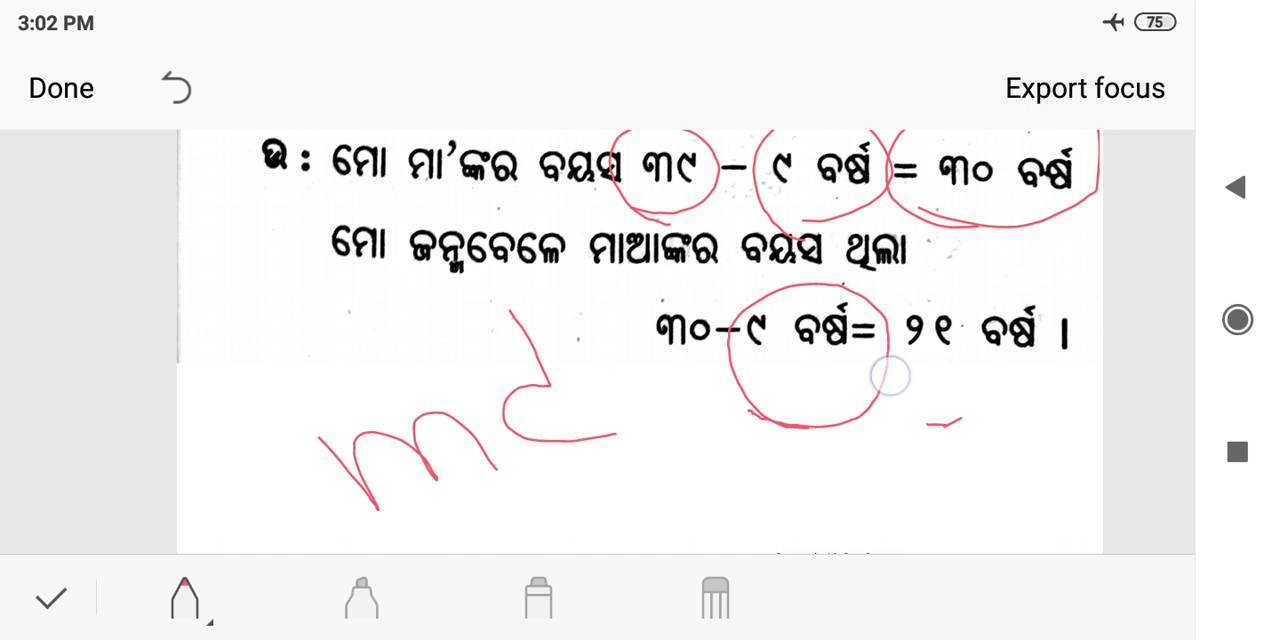 3:02 PM 75
Done Export focus
ଉ : ମୋ ମା'ଙ୍କର ବୟସ ୩୯ – ୯ ବର୍ଷ = ୩୦ ବର୍ଷ
ମୋ ଜନ୍ମବେଳେ ମାଆଙ୍କର ବୟସ ଥିଲା
୩୦–୯ ବର୍ଷ= ୨୧ ବର୍ଷ ।